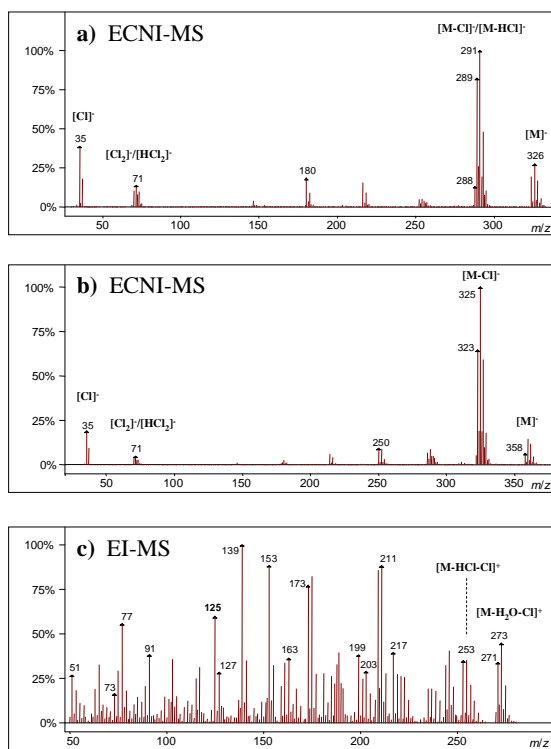 a) ECNI-MS
[M-Cl]⁻/[M-HCl]⁻
100%
291
289
75%
50%
[Cl]⁻
35
[Cl₂]⁻/[HCl₂]⁻
[M]⁻
25%
71
180
288
326
0%
50 100 150 200 250 300
m/z
b) ECNI-MS
[M-Cl]⁻
100%
325
75%
323
50%
25%
[Cl]⁻
35
[Cl₂]⁻/[HCl₂]⁻
71
250
[M]⁻
358
0%
50 100 150 200 250 300 350
m/z
c) EI-MS
100%
139
153
211
[M-HCl-Cl]⁺
75%
173
125
[M-H₂O-Cl]⁺
50%
77
51
91
127
163
199
203
217
253
271
273
25%
73
0%
50 100 150 200 250
m/z